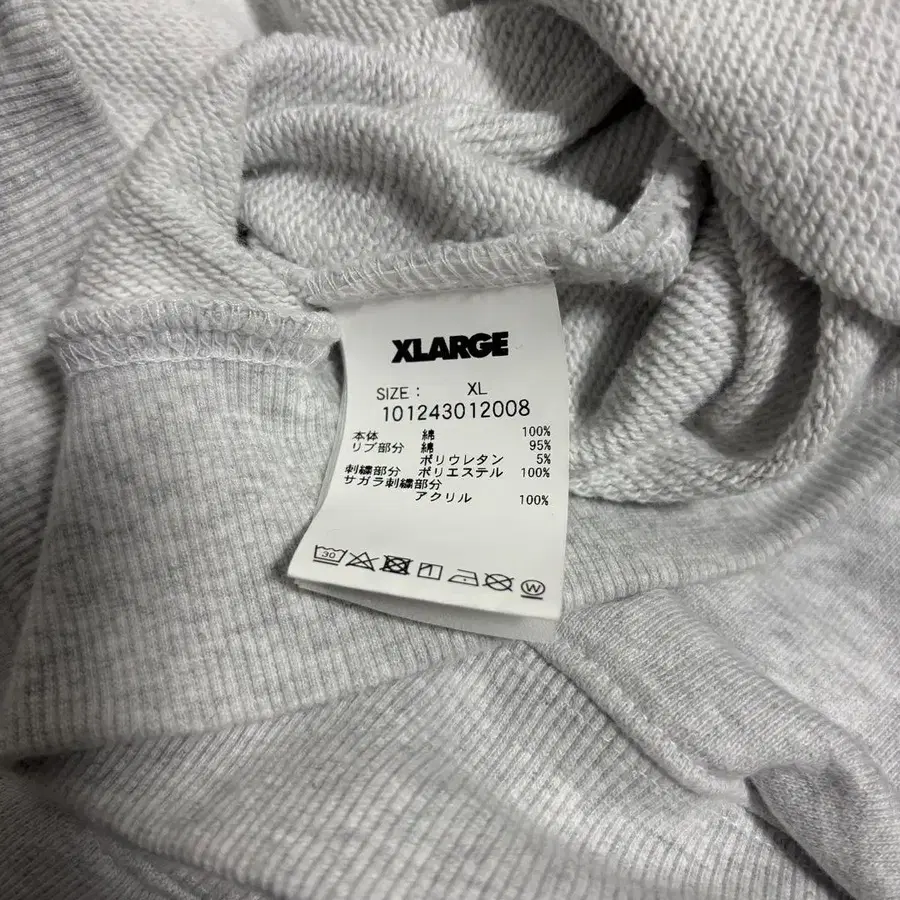 XLARGE
SIZE : XL
101243012008
本体 綿 100%
リブ部分 綿 95%
ポリウレタン 5%
刺繍部分 ポリエステル 100%
サガラ刺繍部分
アクリル 100%
30
W